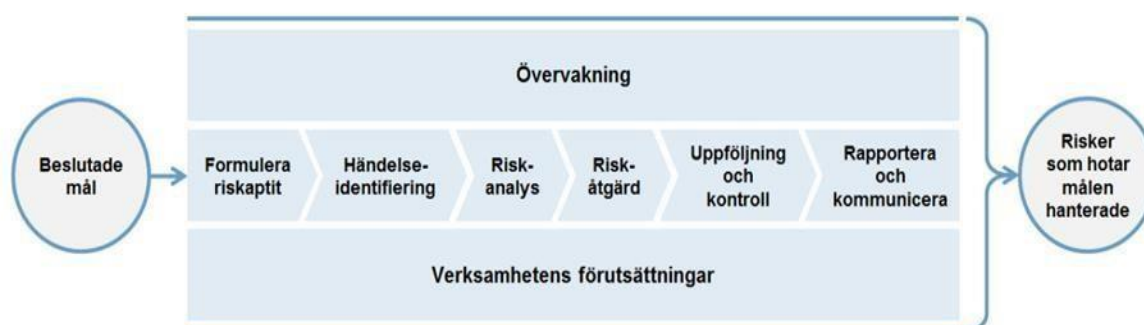 Övervakning
Beslutade
mål
Formulera
riskaptit
Händelse-
identifiering
Risk-
analys
Risk-
åtgärd
Uppföljning
och
kontroll
Rapportera
och
kommunicera
Risker
som hotar
målen
hanterade
Verksamhetens förutsättningar